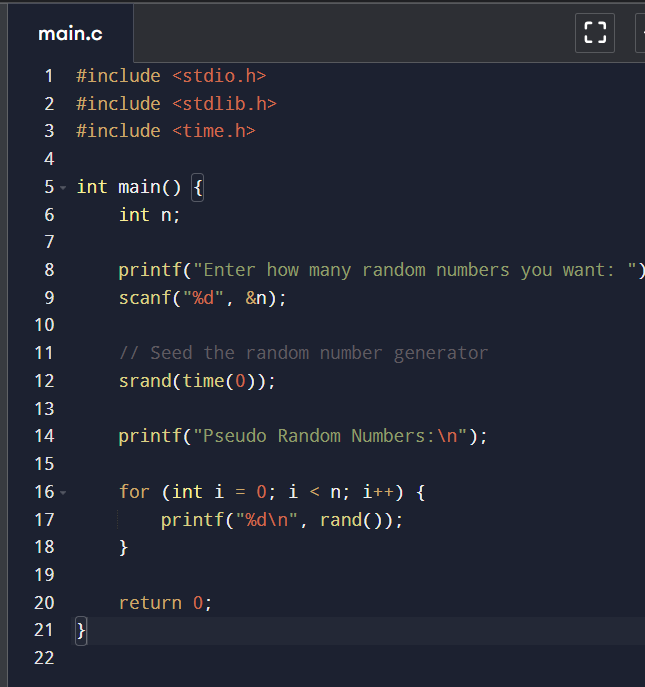 main.c
1 #include <stdio.h>
2 #include <stdlib.h>
3 #include <time.h>
4
5 int main() {
6     int n;
7
8     printf("Enter how many random numbers you want: ")
9     scanf("%d", &n);
10
11     // Seed the random number generator
12     srand(time(0));
13
14     printf("Pseudo Random Numbers:\n");
15
16     for (int i = 0; i < n; i++) {
17         printf("%d\n", rand());
18     }
19
20     return 0;
21 }
22